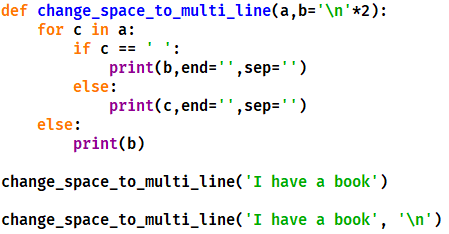 def change_space_to_multi_line(a,b='\n'*2):
    for c in a:
        if c == ' ':
            print(b,end='',sep='')
        else:
            print(c,end='',sep='')
    else:
        print(b)

change_space_to_multi_line('I have a book')

change_space_to_multi_line('I have a book', '\n')